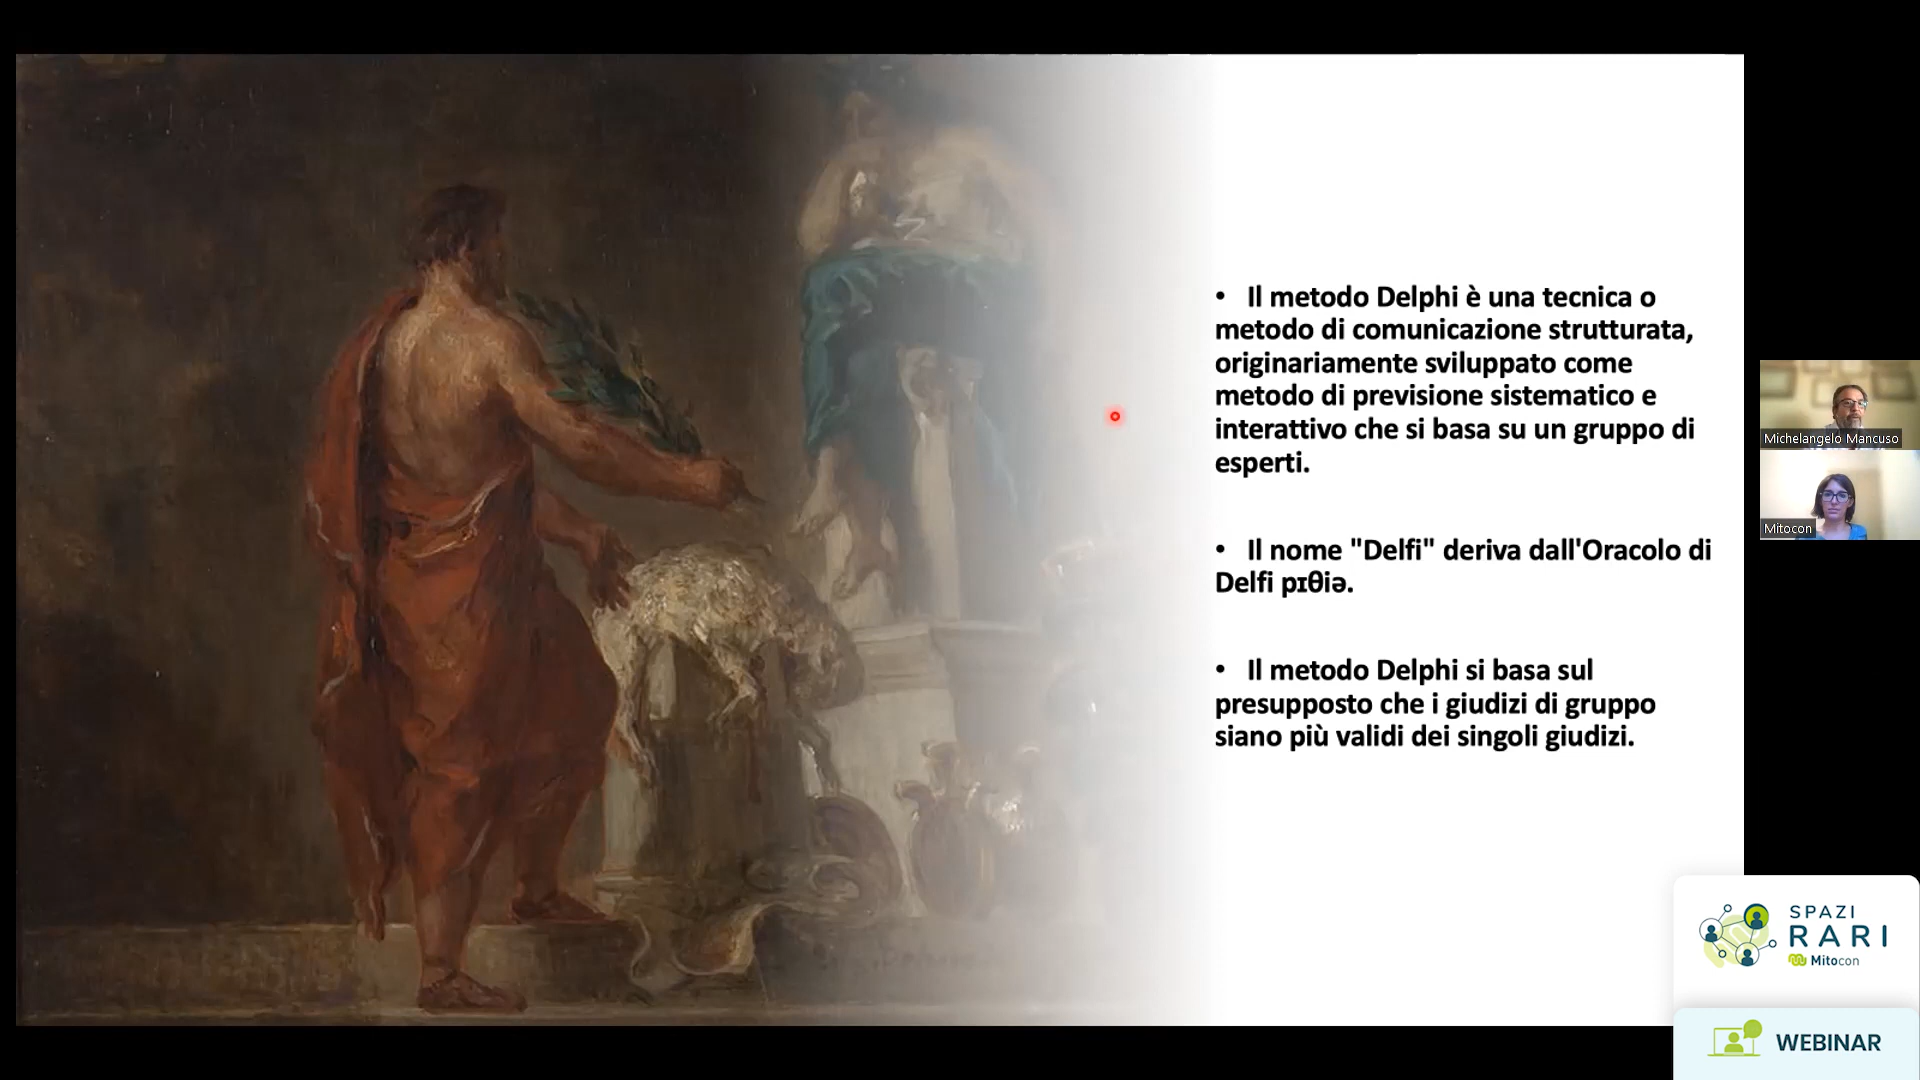 • Il metodo Delphi è una tecnica o
metodo di comunicazione strutturata,
originariamente sviluppato come
metodo di previsione sistematico e
interattivo che si basa su un gruppo di
esperti.
• Il nome "Delfi" deriva dall'Oracolo di
Delfi pɪθiə.
• Il metodo Delphi si basa sul
presupposto che i giudizi di gruppo
siano più validi dei singoli giudizi.
Michelangelo Mancuso
Mitocon
SPAZI
RARI
Mitocon
WEBINAR